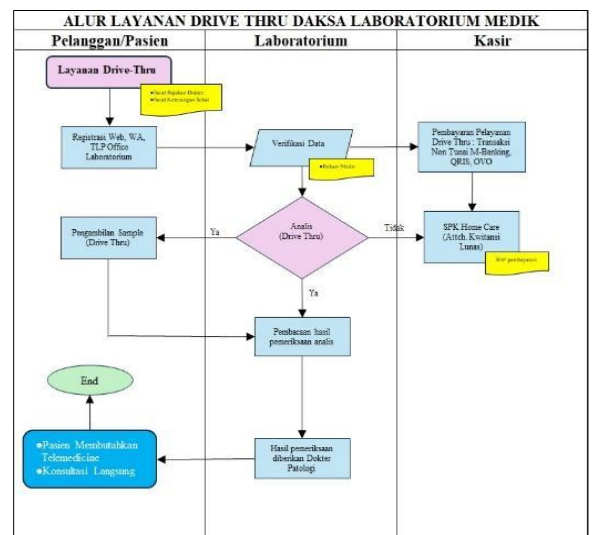 ALUR LAYANAN DRIVE THRU DAKSA LABORATORIUM MEDIK
Pelanggan/Pasien
Laboratorium
Kasir
Layanan Drive-Thru
●Surat Rujukan Dokter
●Surat Keterangan Sehat
Registrasi Web, WA,
TLP Office
Laboratorium
Verifikasi Data
●Rekam Medis
Pembayaran Pelayanan
Drive Thru : Transaksi
Non Tunai M-Banking,
QRIS, OVO
Pengambilan Sample
(Drive Thru)
Ya
Analis
(Drive Thru)
Tidak
SPK Home Care
(Attch. Kwitansi
Lunas)
pembayaran
Ya
Pembacaan hasil
pemeriksaan analis
End
●Pasien Membutuhkan
Telemedicine
●Konsultasi Langsung
Hasil pemeriksaan
diberikan Dokter
Patologi